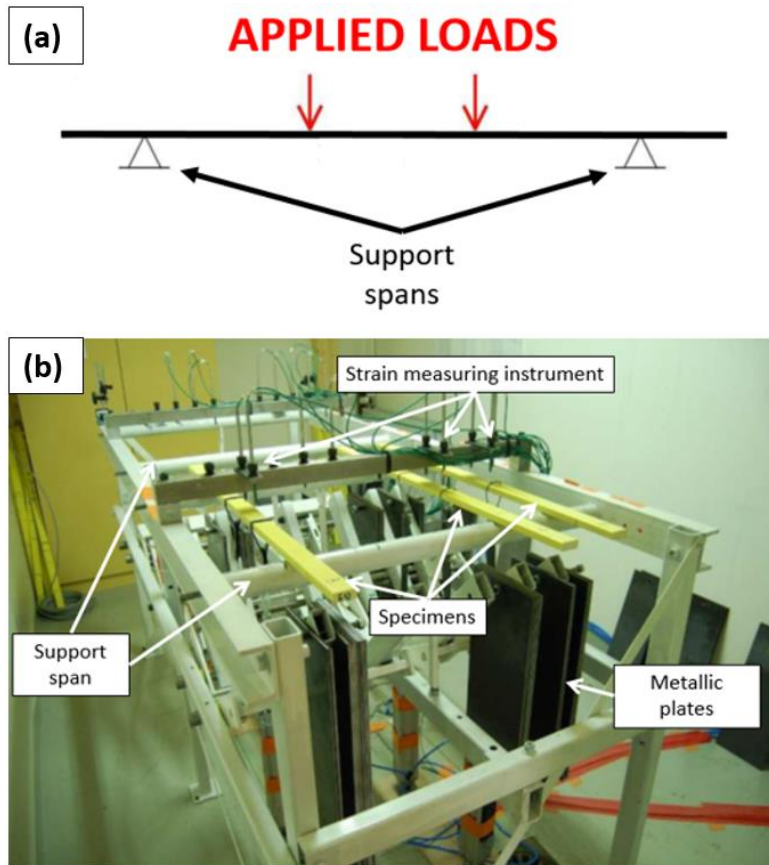 (a)
APPLIED LOADS
Support
spans
(b)
Strain measuring instrument
Specimens
Support
span
Metallic
plates